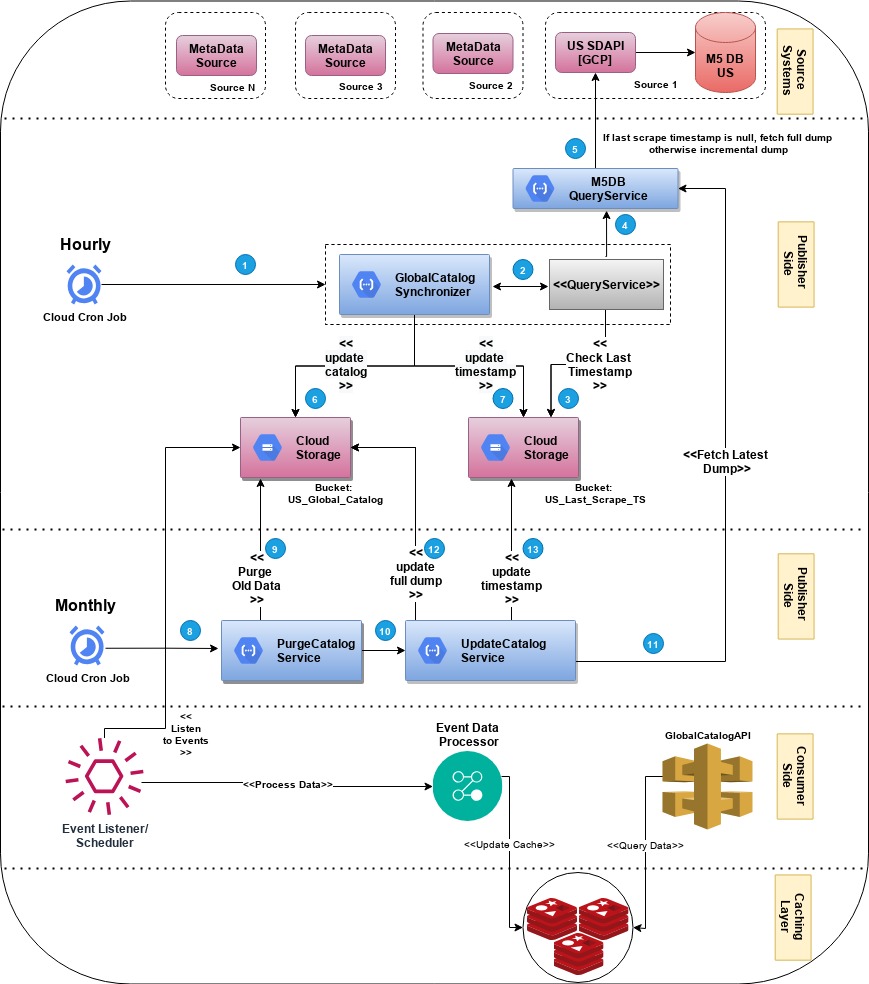 MetaData
Source
Source N
MetaData
Source
Source 3
MetaData
Source
Source 2
US SDAPI
[GCP]
M5 DB
US
Source 1
Source
Systems
If last scrape timestamp is null, fetch full dump
otherwise incremental dump
5
M5DB
QueryService
4
Publisher
Side
Hourly
Cloud Cron Job
1
GlobalCatalog
Synchronizer
2
<<QueryService>>
<<
update
catalog
>>
<<
update
timestamp
>>
<<
Check Last
Timestamp
>>
6
7
3
Cloud
Storage
Bucket:
US_Global_Catalog
Cloud
Storage
Bucket:
US_Last_Scrape_TS
<<Fetch Latest
Dump>>
9
<<
Purge
Old Data
>>
12
<<
update
full dump
>>
13
<<
update
timestamp
>>
Publisher
Side
Monthly
Cloud Cron Job
8
PurgeCatalog
Service
10
UpdateCatalog
Service
11
<<
Listen
to Events
>>
Event Listener/
Scheduler
<<Process Data>>
Event Data
Processor
GlobalCatalogAPI
Consumer
Side
<<Update Cache>>
<<Query Data>>
Caching
Layer